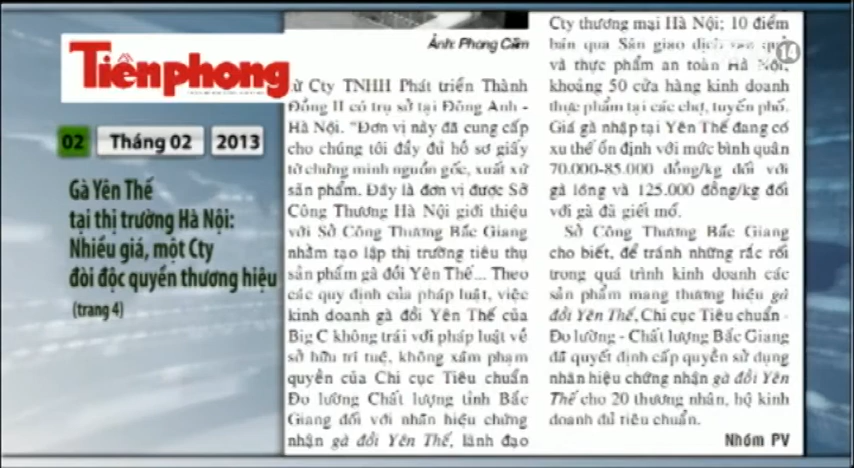 Tiềnphong
02 Tháng 02 2013
Gà Yên Thế
tại thị trường Hà Nội:
Nhiều giá, một Cty
đòi độc quyền thương hiệu
(trang 4)
Ảnh: Phong Cầm
từ Cty TNHH Phát triển Thành
Đồng II có trụ sở tại Đông Anh -
Hà Nội. "Đơn vị này đã cung cấp
cho chúng tôi đầy đủ hồ sơ giấy
tờ chứng minh nguồn gốc, xuất xứ
sản phẩm. Đây là đơn vị được Sở
Công Thương Hà Nội giới thiệu
với Sở Công Thương Bắc Giang
nhằm tạo lập thị trường tiêu thụ
sản phẩm gà đồi Yên Thế... Theo
các quy định của pháp luật, việc
kinh doanh gà đồi Yên Thế của
Big C không trái với pháp luật về
sở hữu trí tuệ, không xâm phạm
quyền của Chi cục Tiêu chuẩn
Đo lường Chất lượng tỉnh Bắc
Giang đối với nhãn hiệu chứng
nhận gà đồi Yên Thế, lãnh đạo
Cty thương mại Hà Nội; 10 điểm
bán qua Sàn giao dịch rau quả
và thực phẩm an toàn Hà Nội,
khoảng 50 cửa hàng kinh doanh
thực phẩm tại các chợ, tuyến phố.
Giá gà nhập tại Yên Thế đang có
xu thế ổn định với mức bình quân
70.000-85.000 đồng/kg đối với
gà lông và 125.000 đồng/kg đối
với gà đã giết mổ.
Sở Công Thương Bắc Giang
cho biết, để tránh những rắc rối
trong quá trình kinh doanh các
sản phẩm mang thương hiệu gà
đồi Yên Thế, Chi cục Tiêu chuẩn -
Đo lường - Chất lượng Bắc Giang
đã quyết định cấp quyền sử dụng
nhãn hiệu chứng nhận gà đồi Yên
Thế cho 20 thương nhân, hộ kinh
doanh đủ tiêu chuẩn.
Nhóm PV
14